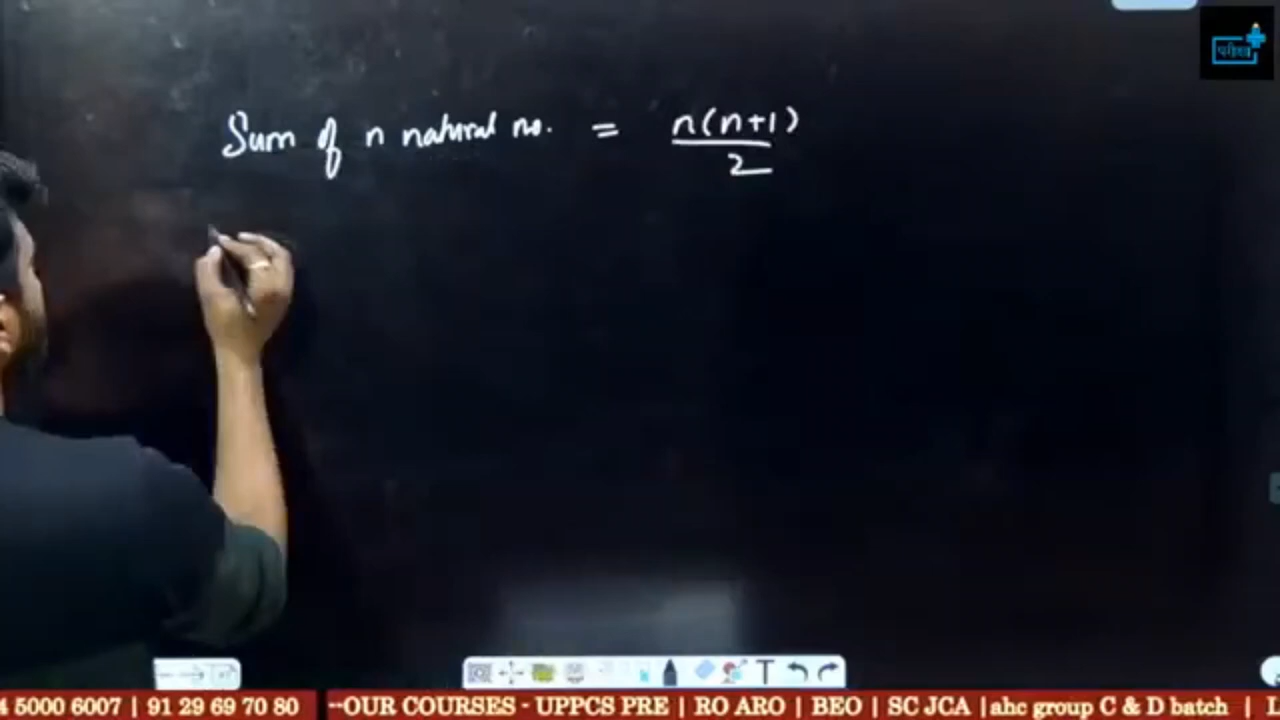 परीक्षा
Sum of n natural no. = n(n+1)/2
T
4 5000 6007 | 91 29 69 70 80 --OUR COURSES - UPPCS PRE | RO ARO | BEO | SC JCA |ahc group C & D batch |